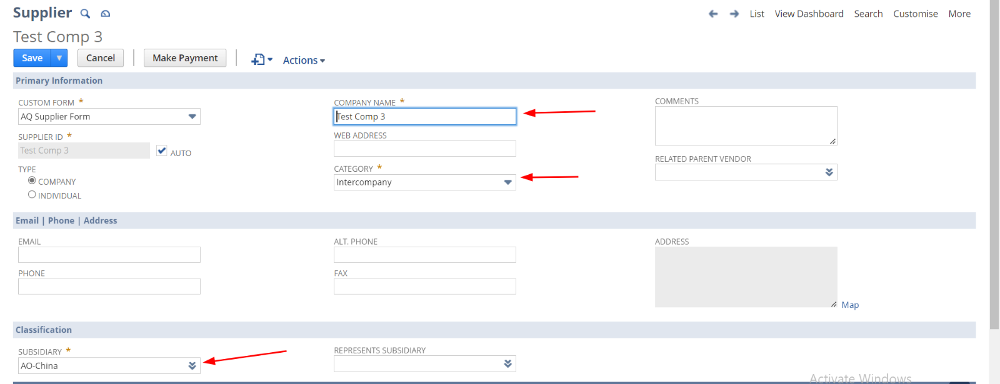 Supplier
List View Dashboard Search Customise More
Test Comp 3
Save Cancel Make Payment Actions
Primary Information
CUSTOM FORM *
AQ Supplier Form
SUPPLIER ID *
Test Comp 3 AUTO
TYPE
COMPANY
INDIVIDUAL
COMPANY NAME *
Test Comp 3
WEB ADDRESS
CATEGORY *
Intercompany
COMMENTS
RELATED PARENT VENDOR
Email | Phone | Address
EMAIL
PHONE
ALT. PHONE
FAX
ADDRESS
Map
Classification
SUBSIDIARY *
AO-China
REPRESENTS SUBSIDIARY
Activate Windows